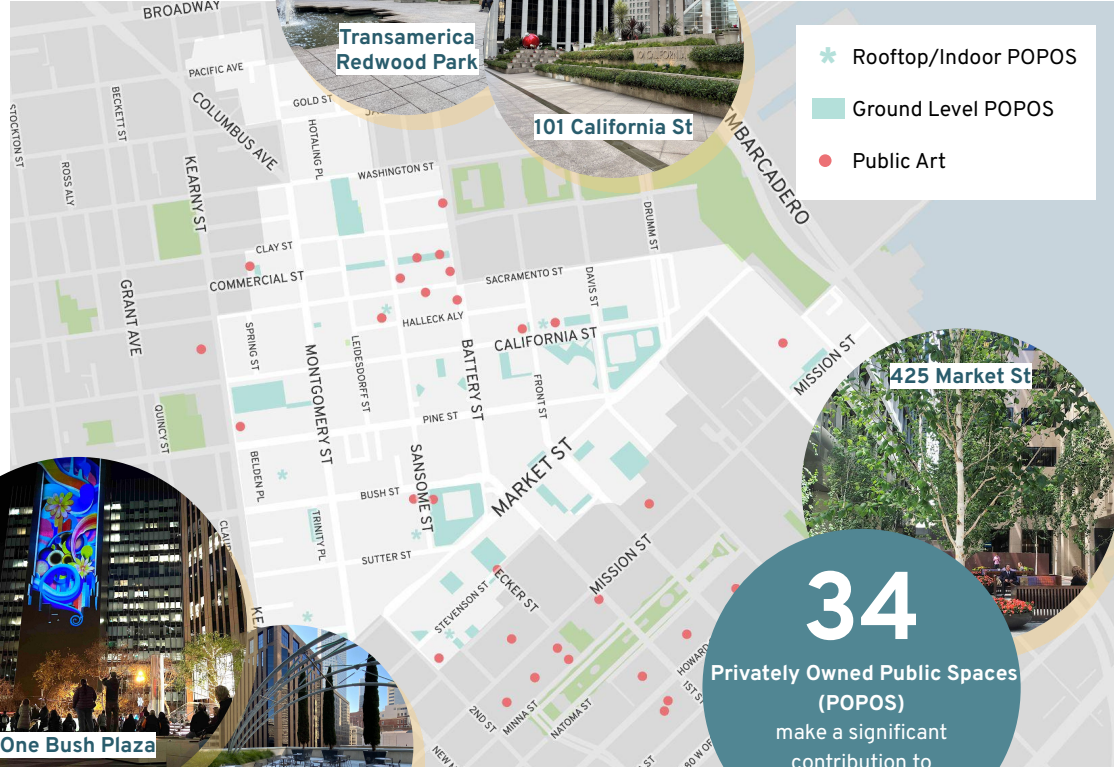 BROADWAY
Transamerica
Redwood Park
101 California St
Rooftop/Indoor POPOS
Ground Level POPOS
Public Art
PACIFIC AVE
COLUMBUS AVE
GOLD ST
STOCKTON ST
BECKETT ST
ROSS ALY
KEARNY ST
HOTALING PL
WASHINGTON ST
EMBARCADERO
DRUMM ST
CLAY ST
COMMERCIAL ST
SACRAMENTO ST
DAVIS ST
GRANT AVE
SPRING ST
MONTGOMERY ST
LEIDESDORFF ST
HALLECK ALY
BATTERY ST
CALIFORNIA ST
FRONT ST
MISSION ST
425 Market St
QUINCY ST
PINE ST
BELDEN PL
SANSOME ST
MARKET ST
BUSH ST
TRINITY PL
SUTTER ST
STEVENSON ST
ECKER ST
MISSION ST
HOWARD
1ST S
2ND ST
MINNA ST
NATOMA ST
One Bush Plaza
34
Privately Owned Public Spaces
(POPOS)
make a significant
contribution to